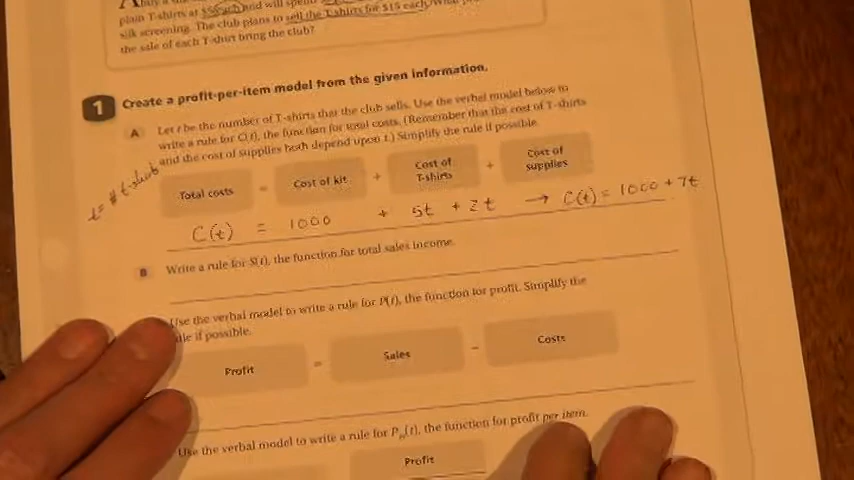 plain T-shirts at $5 each and will spend
silk screening. The club plans to sell the T-shirts for $15 each. What
the sale of each T-shirt bring the club?
1 Create a profit-per-item model from the given information.
A Let t be the number of T-shirts that the club sells. Use the verbal model below to
write a rule for C(t), the function for total costs. (Remember that the cost of T-shirts
and the cost of supplies both depend upon t.) Simplify the rule if possible.
t = # t-shirts
Total costs = Cost of kit + Cost of T-shirts + Cost of supplies
C(t) = 1000 + 5t + 2t → C(t) = 1000 + 7t
B Write a rule for S(t), the function for total sales income.
Use the verbal model to write a rule for P(t), the function for profit. Simplify the
rule if possible.
Profit = Sales − Costs
Use the verbal model to write a rule for (t), the function for profit per item.
Profit